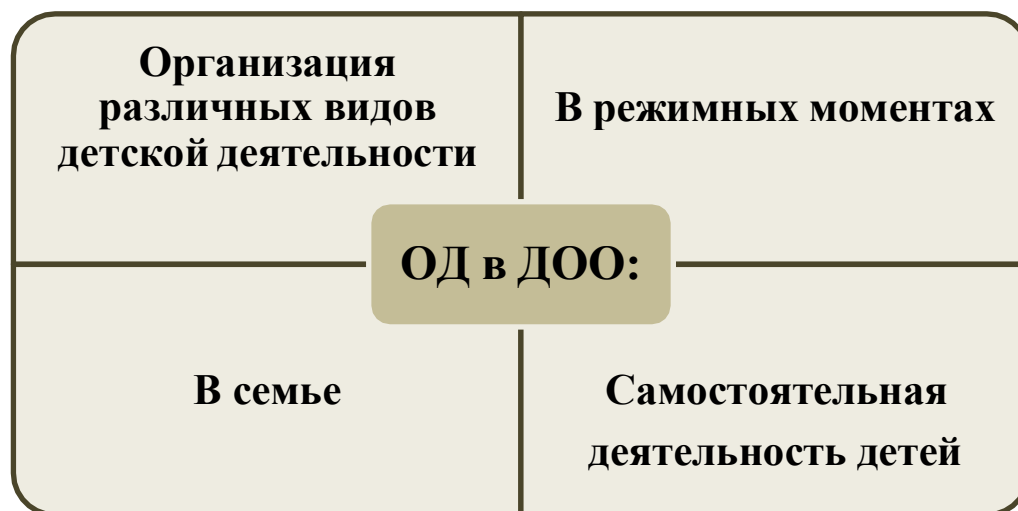 Организация
различных видов
детской деятельности
В режимных моментах
ОД в ДОО:
В семье
Самостоятельная
деятельность детей